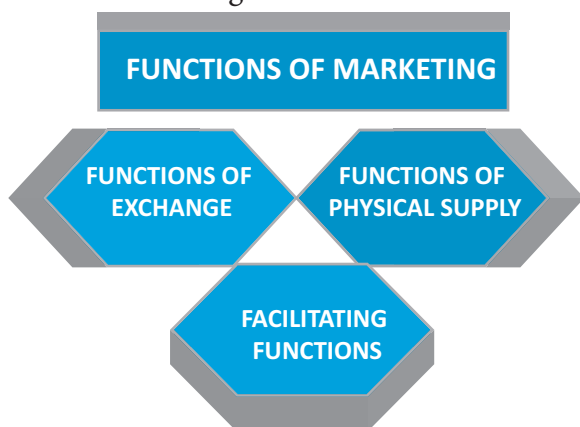 FUNCTIONS OF MARKETING
FUNCTIONS OF
EXCHANGE
FUNCTIONS OF
PHYSICAL SUPPLY
FACILITATING
FUNCTIONS